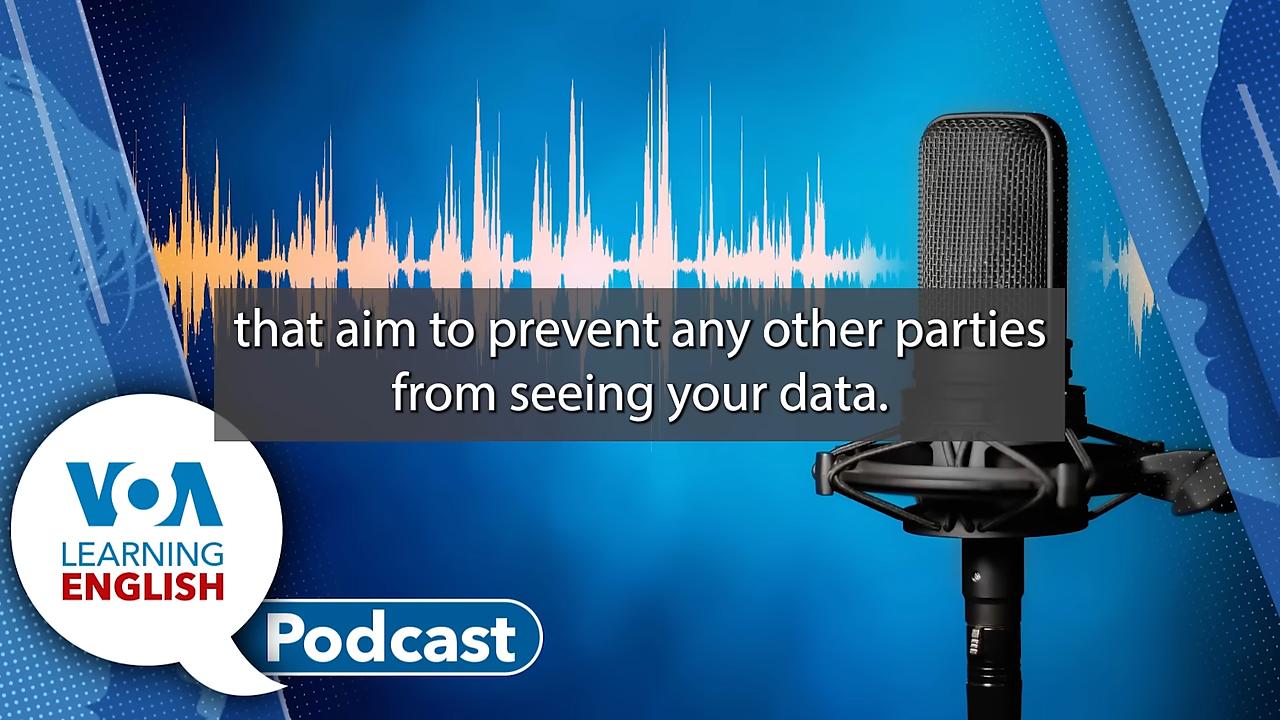 that aim to prevent any other parties
from seeing your data.
VOA
LEARNING
ENGLISH
Podcast